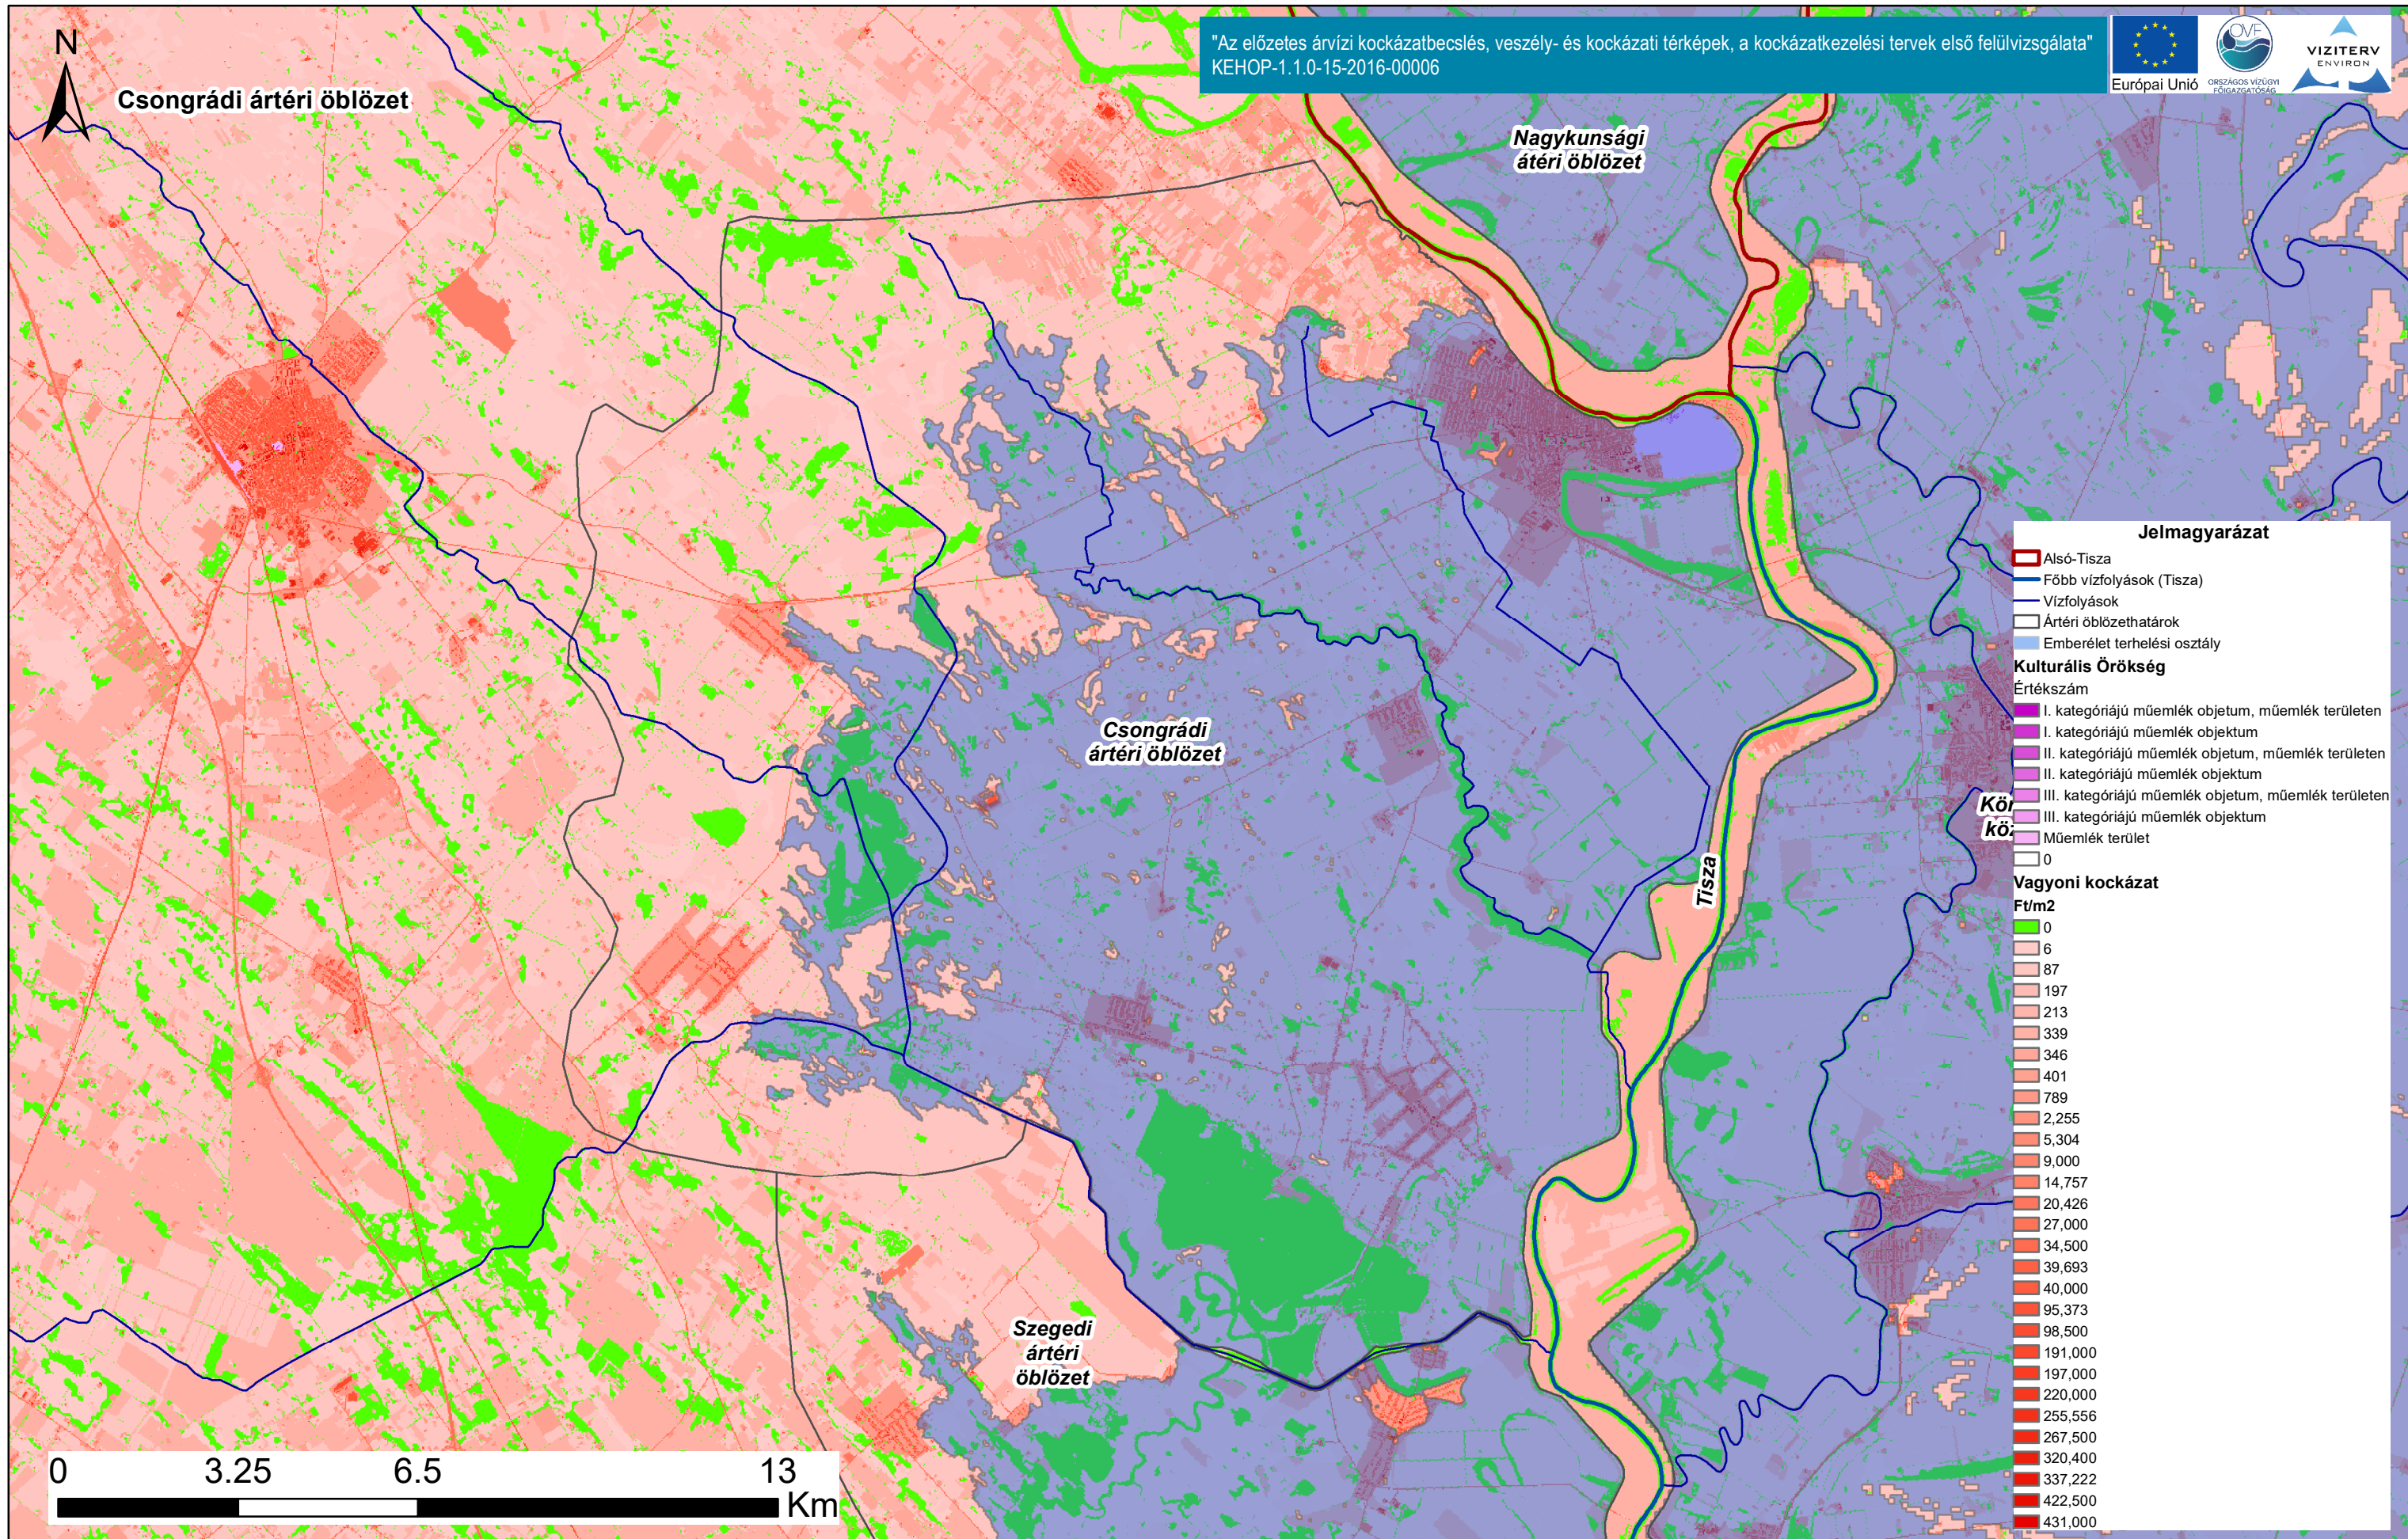 "Az előzetes árvízi kockázatbecslés, veszély- és kockázati térképek, a kockázatkezelési tervek első felülvizsgálata"
KEHOP-1.1.0-15-2016-00006
Európai Unió
OVF
ORSZÁGOS VÍZÜGYI
FŐIGAZGATÓSÁG
VIZITERV
ENVIRON
N
Csongrádi ártéri öblözet
Nagykunsági
átéri öblözet
Csongrádi
ártéri öblözet
Tisza
Kör
köz
Szegedi
ártéri
öblözet
0 3.25 6.5 13
Km
Jelmagyarázat
Alsó-Tisza
Főbb vízfolyások (Tisza)
Vízfolyások
Ártéri öblözethatárok
Emberélet terhelési osztály
Kulturális Örökség
Értékszám
I. kategóriájú műemlék objetum, műemlék területen
I. kategóriájú műemlék objektum
II. kategóriájú műemlék objetum, műemlék területen
II. kategóriájú műemlék objektum
III. kategóriájú műemlék objetum, műemlék területen
III. kategóriájú műemlék objektum
Műemlék terület
0
Vagyoni kockázat
Ft/m2
0
6
87
197
213
339
346
401
789
2,255
5,304
9,000
14,757
20,426
27,000
34,500
39,693
40,000
95,373
98,500
191,000
197,000
220,000
255,556
267,500
320,400
337,222
422,500
431,000